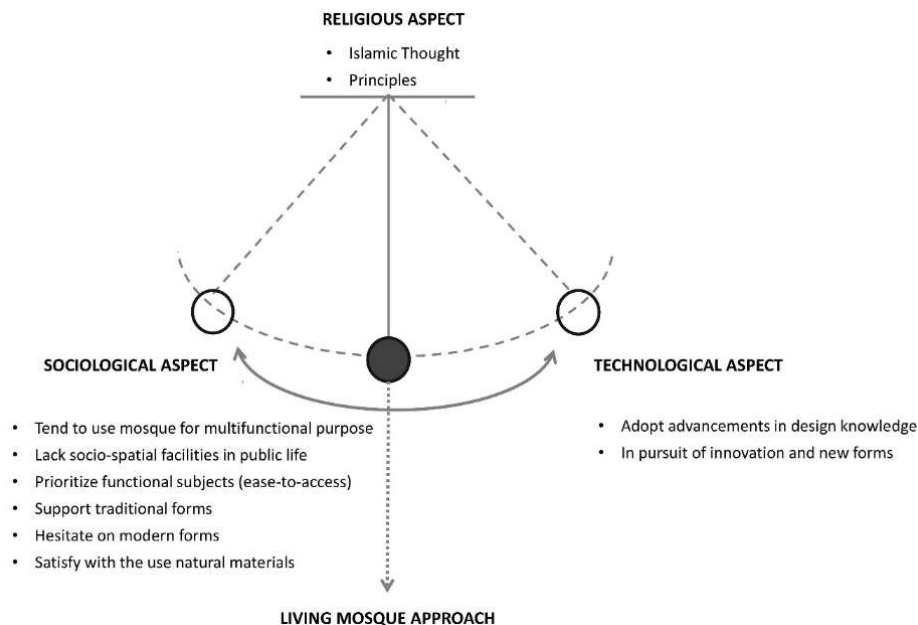 RELIGIOUS ASPECT
• Islamic Thought
• Principles
SOCIOLOGICAL ASPECT
• Tend to use mosque for multifunctional purpose
• Lack socio-spatial facilities in public life
• Prioritize functional subjects (ease-to-access)
• Support traditional forms
• Hesitate on modern forms
• Satisfy with the use natural materials
TECHNOLOGICAL ASPECT
• Adopt advancements in design knowledge
• In pursuit of innovation and new forms
LIVING MOSQUE APPROACH